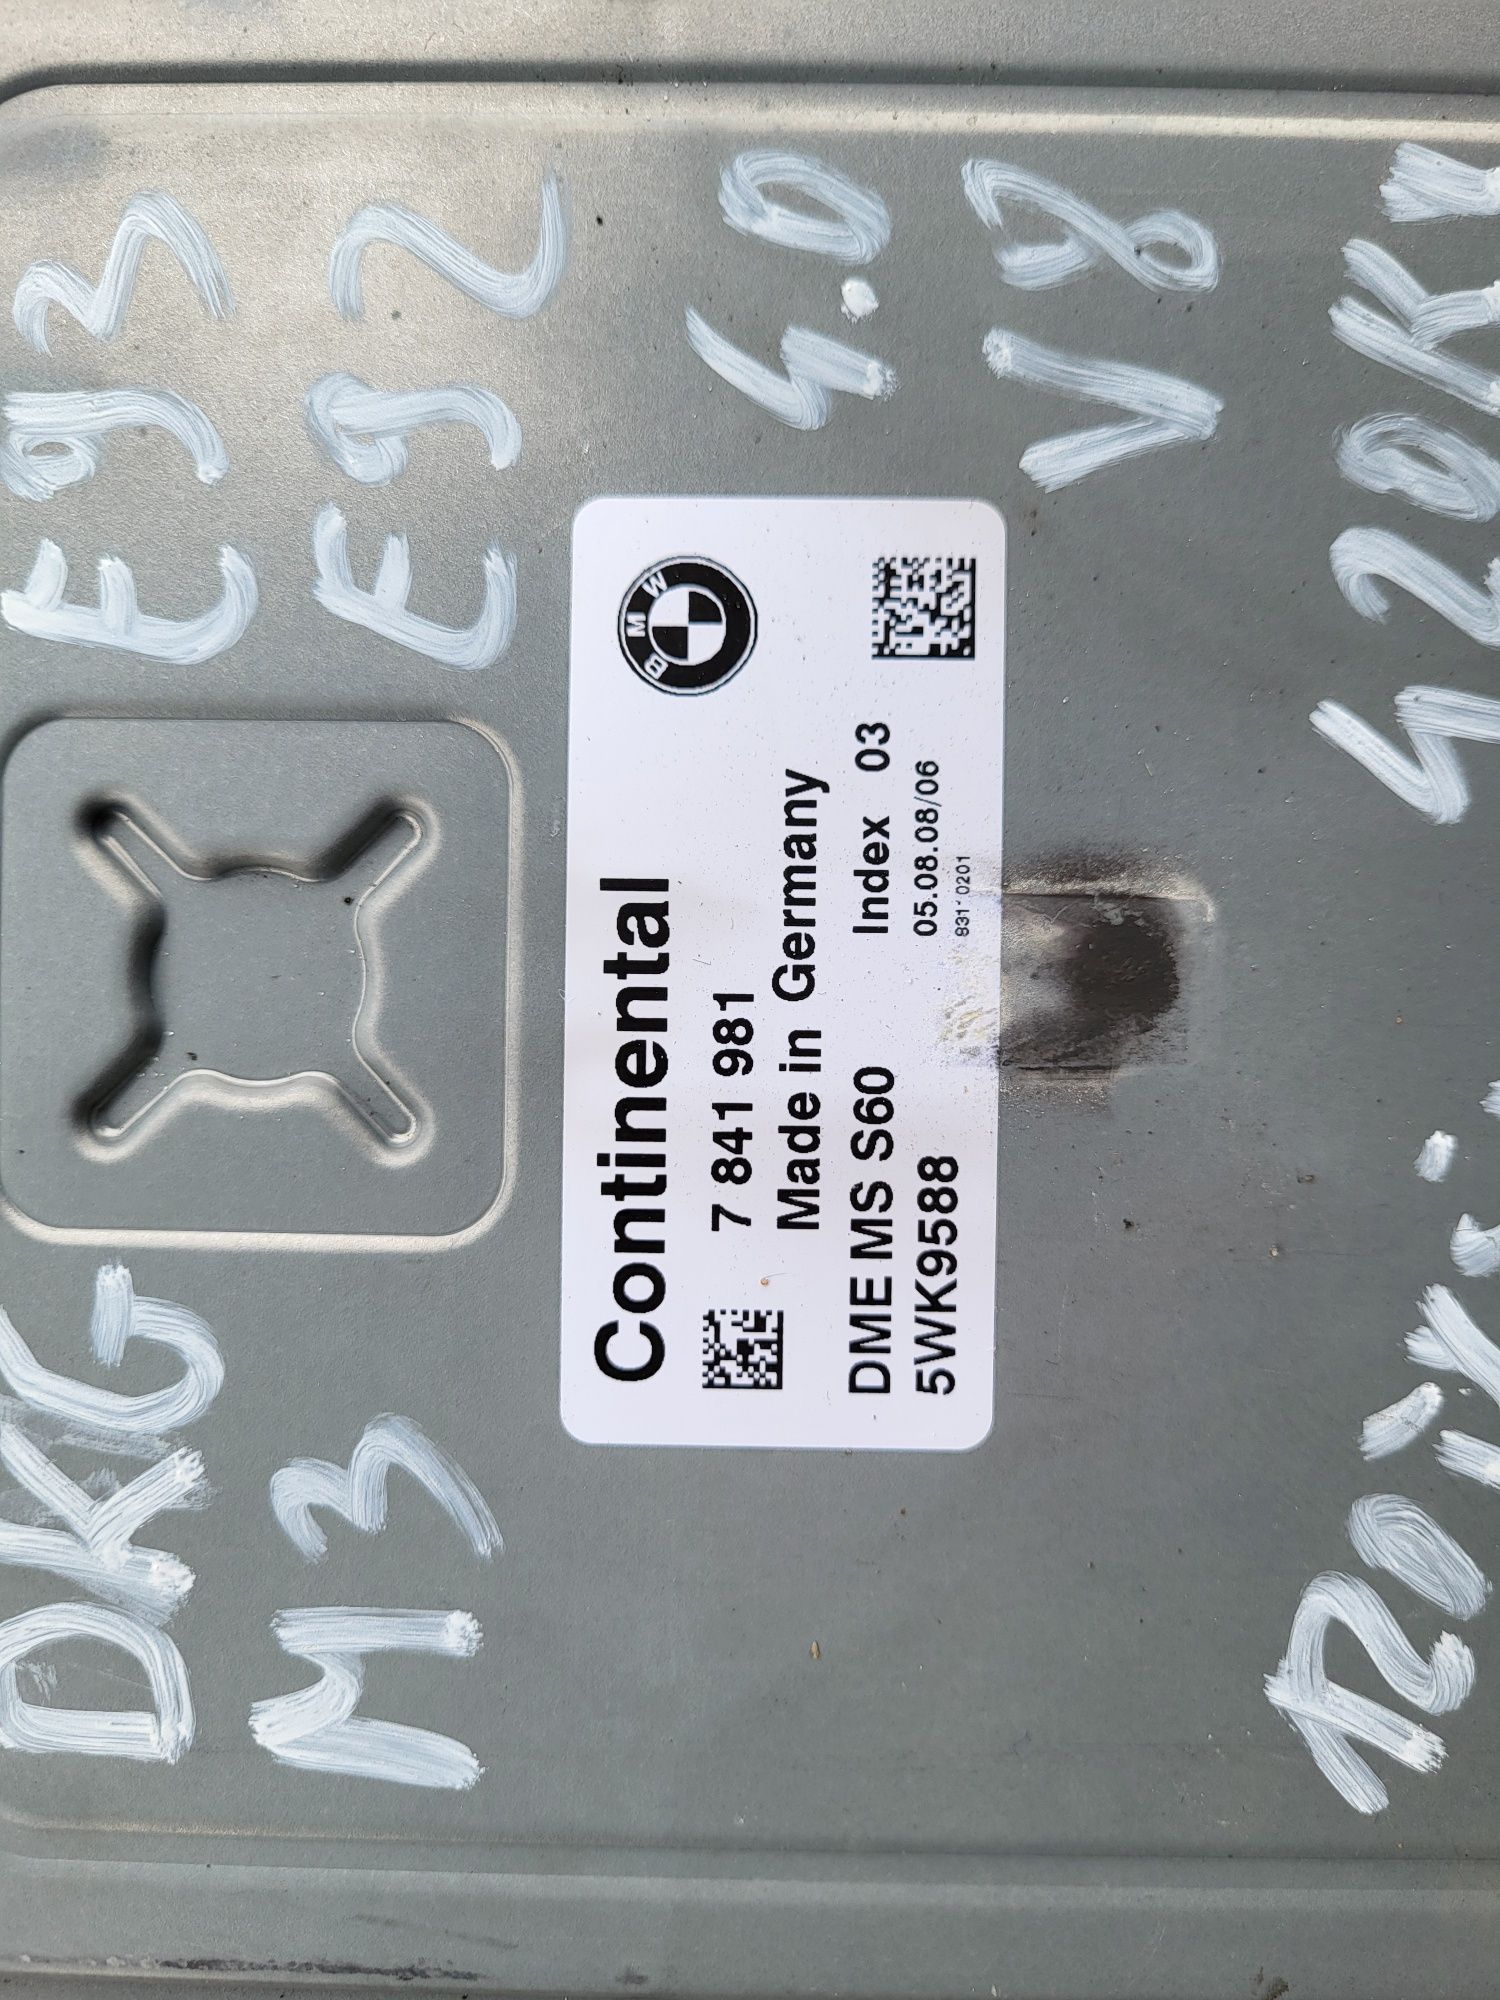 DKG E93
M3 E92
Continental
BMW
7 841 981
Made in Germany
4.0
DME MS S60 Index 03
5WK9588 05.08.08/06
831 0201
V8
420KK